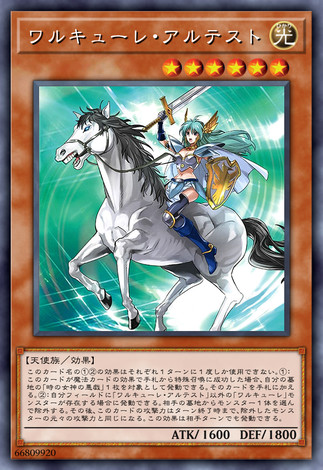 ワルキューレ・アルテスト
光
【天使族/効果】
このカード名の①②の効果はそれぞれ1ターンに1度しか使用できない。①:
このカードが魔法カードの効果で手札から特殊召喚に成功した場合、自分の墓
地の「時の女神の悪戯」1枚を対象として発動できる。そのカードを手札に加え
る。②:自分フィールドに「ワルキューレ・アルテスト」以外の「ワルキューレ」モ
ンスターが存在する場合に発動できる。相手の墓地からモンスター1体を選ん
で除外する。その後、このカードの攻撃力はターン終了時まで、除外したモンス
ターの元々の攻撃力と同じになる。この効果は相手ターンでも発動できる。
ATK/1600 DEF/1800
66809920